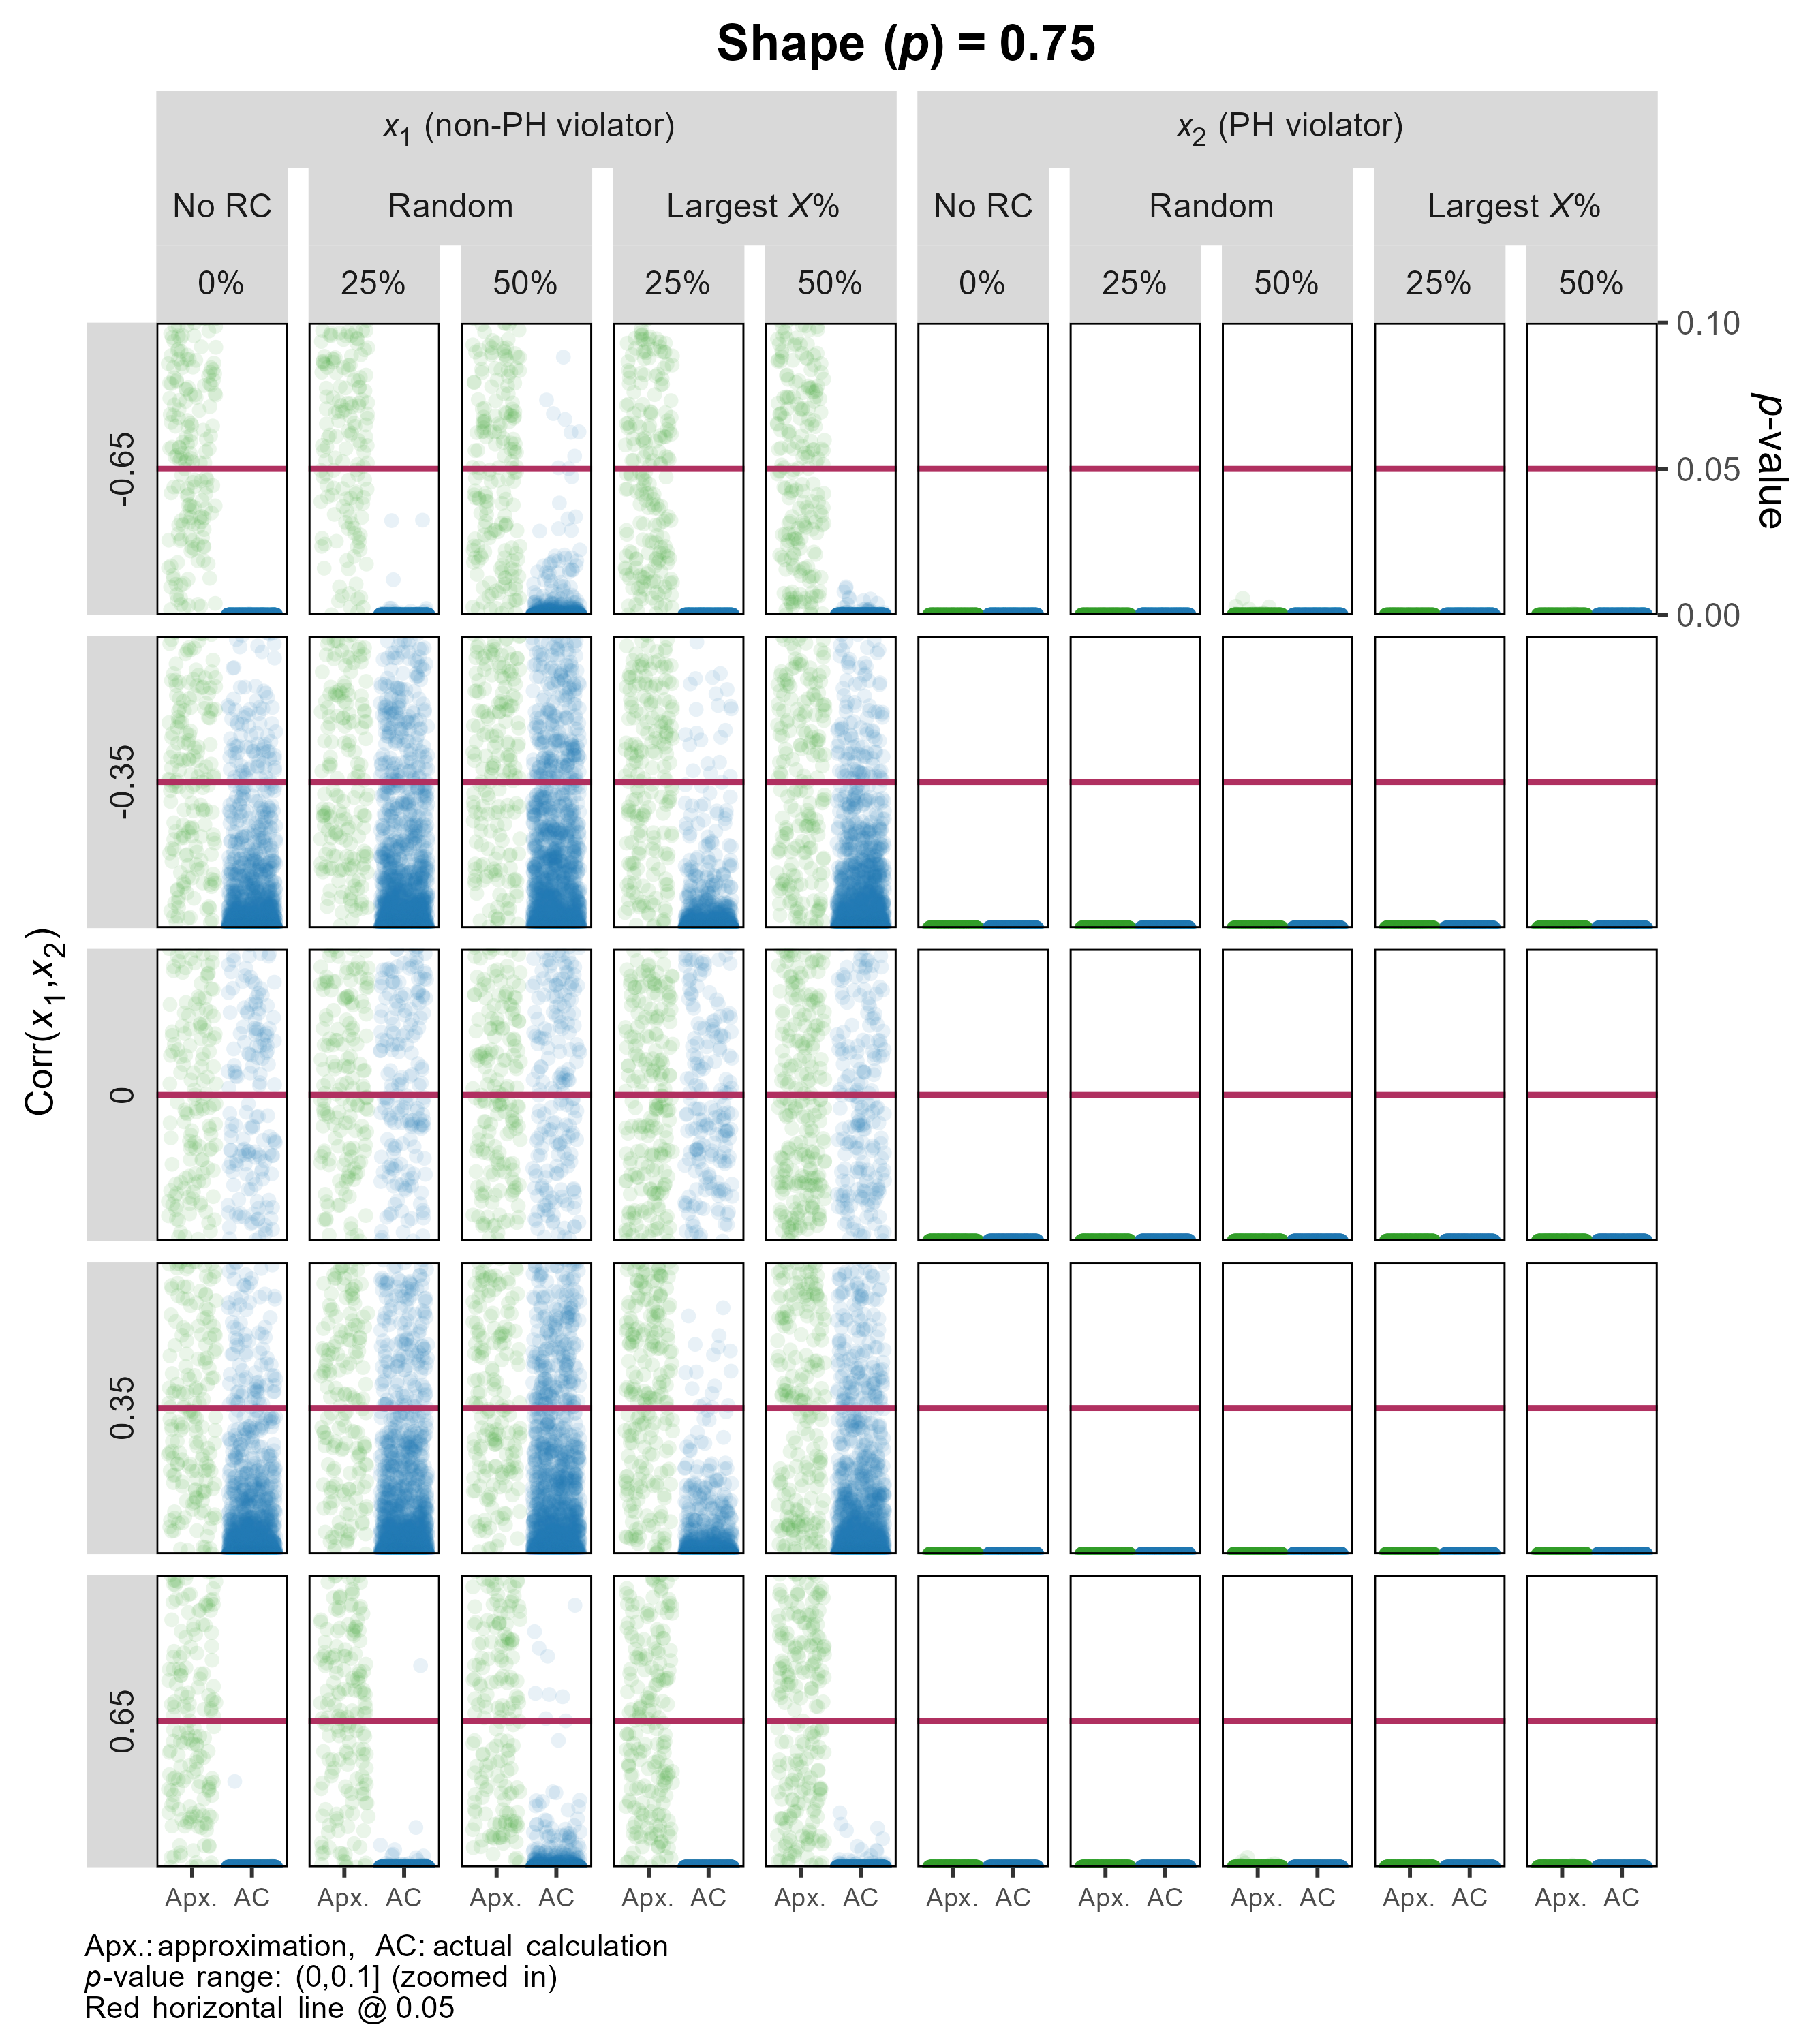 Shape (p) = 0.75
x1 (non-PH violator) x2 (PH violator)
No RC Random Largest X% No RC Random Largest X%
0% 25% 50% 25% 50% 0% 25% 50% 25% 50%
0.10
0.05
0.00
p-value
-0.65
-0.35
0
0.35
0.65
Corr(x1,x2)
Apx. AC Apx. AC Apx. AC Apx. AC Apx. AC Apx. AC Apx. AC Apx. AC Apx. AC Apx. AC
Apx.: approximation, AC: actual calculation
p-value range: (0,0.1] (zoomed in)
Red horizontal line @ 0.05